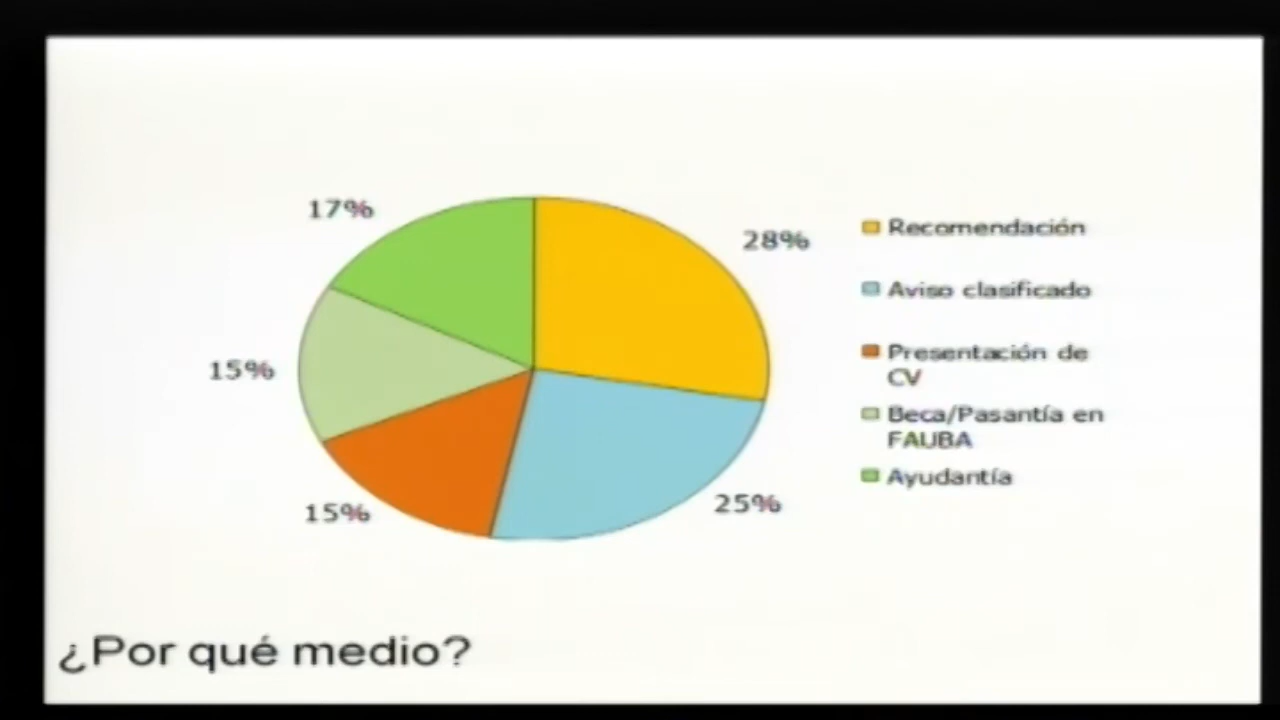 17%
28%
15%
15%
25%
Recomendación
Aviso clasificado
Presentación de
CV
Beca/Pasantía en
FAUBA
Ayudantía
¿Por qué medio?